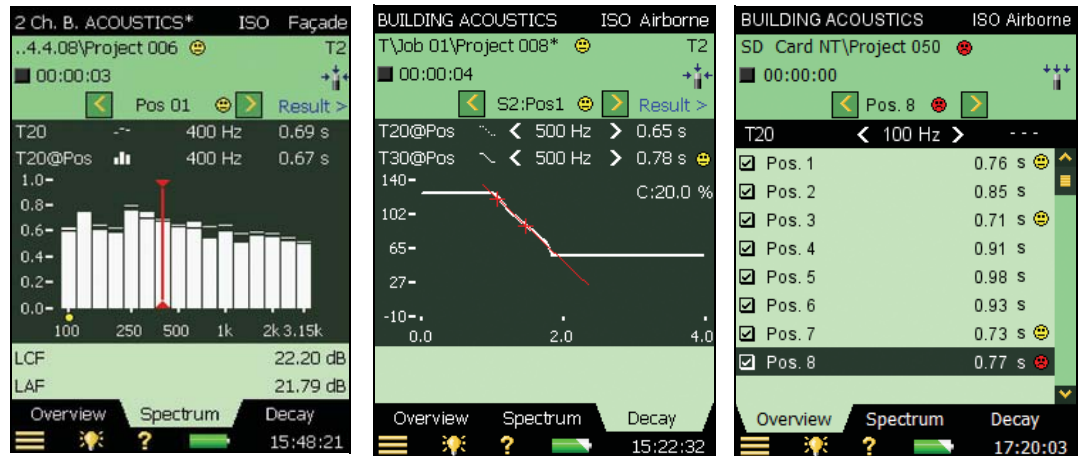 2 Ch. B. ACOUSTICS* ISO Façade
..4.4.08\Project 006 T2
00:00:03
< Pos 01 > Result >
T20 400 Hz 0.69 s
T20@Pos 400 Hz 0.67 s
1.0
0.8
0.6
0.4
0.2
0.0
100 250 500 1k 2k 3.15k
LCF 22.20 dB
LAF 21.79 dB
Overview Spectrum Decay
? 15:48:21
BUILDING ACOUSTICS ISO Airborne
T\Job 01\Project 008* T2
00:00:04
< S2:Pos1 > Result >
T20@Pos < 500 Hz > 0.65 s
T30@Pos < 500 Hz > 0.78 s
140
C:20.0 %
102
65
27
-10
0.0 2.0 4.0
Overview Spectrum Decay
? 15:22:32
BUILDING ACOUSTICS ISO Airborne
SD Card NT\Project 050
00:00:00
< Pos. 8 >
T20 < 100 Hz > - - -
Pos. 1 0.76 s
Pos. 2 0.85 s
Pos. 3 0.71 s
Pos. 4 0.91 s
Pos. 5 0.98 s
Pos. 6 0.93 s
Pos. 7 0.73 s
Pos. 8 0.77 s
Overview Spectrum Decay
? 17:20:03